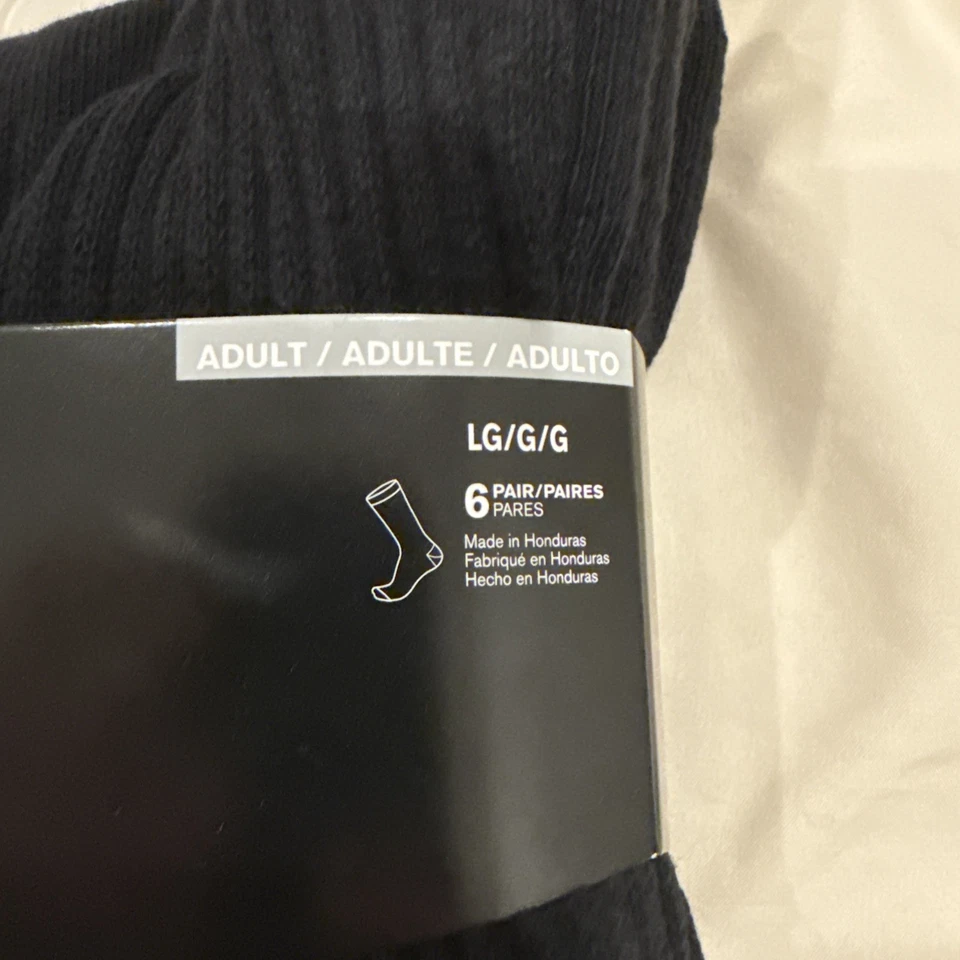 ADULT / ADULTE / ADULTO
LG/G/G
6 PAIR/PAIRES
PARES
Made in Honduras
Fabriqué en Honduras
Hecho en Honduras